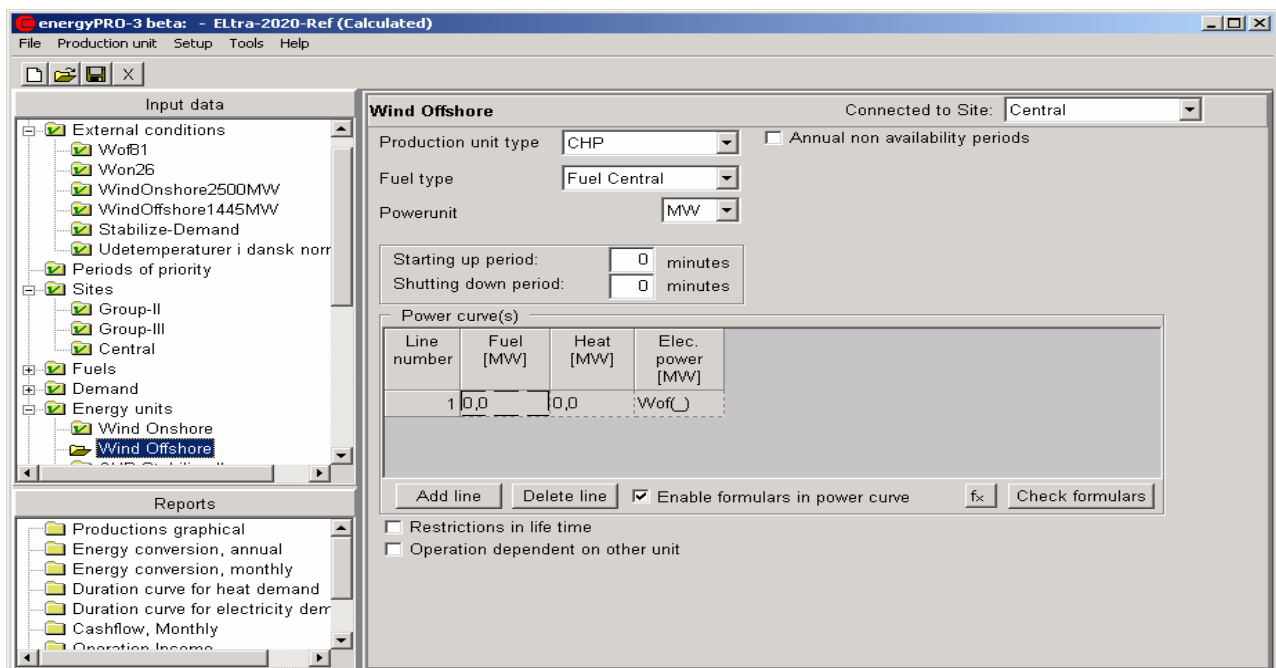 energyPRO-3 beta: - ELtra-2020-Ref (Calculated)
File Production unit Setup Tools Help
X
Input data
External conditions
Wof81
Won26
WindOnshore2500MW
WindOffshore1445MW
Stabilize-Demand
Udetemperaturer i dansk norr
Periods of priority
Sites
Group-II
Group-III
Central
Fuels
Demand
Energy units
Wind Onshore
Wind Offshore
Reports
Productions graphical
Energy conversion, annual
Energy conversion, monthly
Duration curve for heat demand
Duration curve for electricity dem
Cashflow, Monthly
Operation Income
Wind Offshore Connected to Site: Central
Production unit type CHP Annual non availability periods
Fuel type Fuel Central
Powerunit MW
Starting up period: 0 minutes
Shutting down period: 0 minutes
Power curve(s)
Line Fuel Heat Elec.
number [MW] [MW] power
[MW]
1 0,0 0,0 Wof(_)
Add line Delete line Enable formulars in power curve fx Check formulars
Restrictions in life time
Operation dependent on other unit